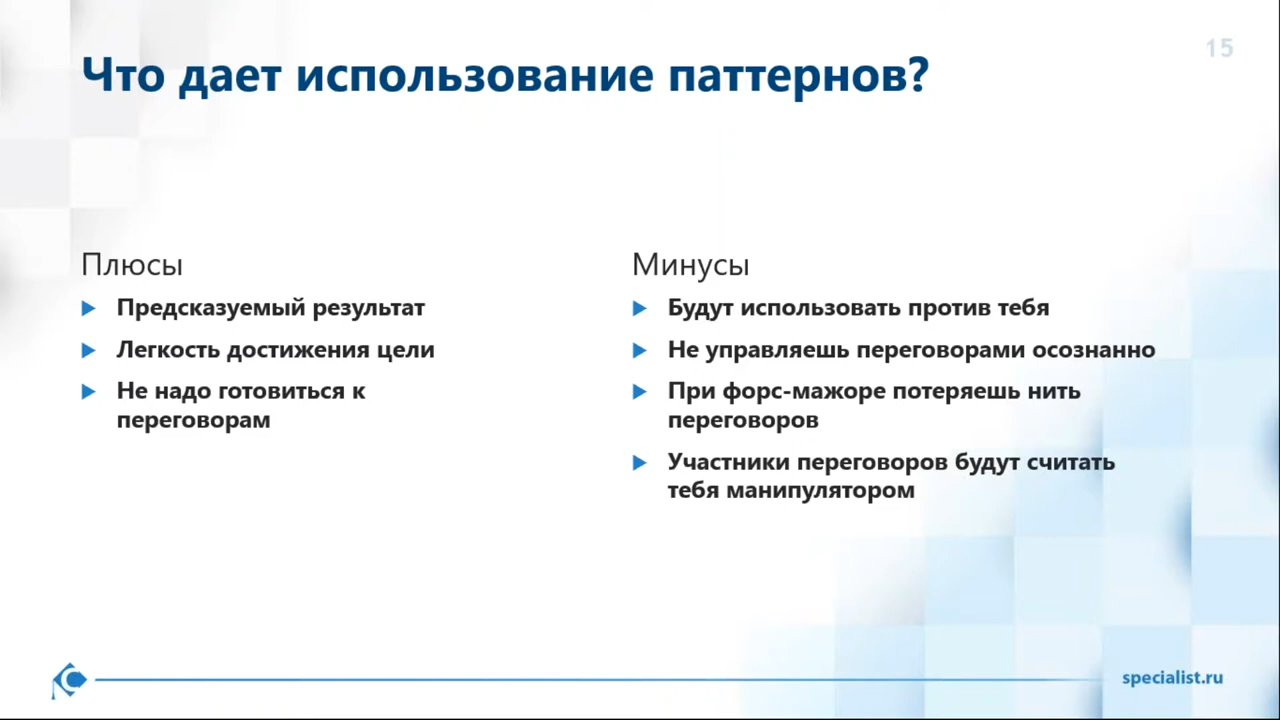 15
Что дает использование паттернов?
Плюсы
Предсказуемый результат
Легкость достижения цели
Не надо готовиться к
переговорам
Минусы
Будут использовать против тебя
Не управляешь переговорами осознанно
При форс-мажоре потеряешь нить
переговоров
Участники переговоров будут считать
тебя манипулятором
specialist.ru